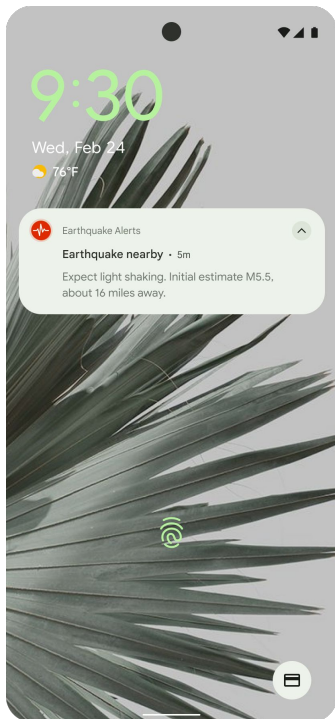 9:30
Wed, Feb 24
76°F
Earthquake Alerts
Earthquake nearby • 5m
Expect light shaking. Initial estimate M5.5,
about 16 miles away.